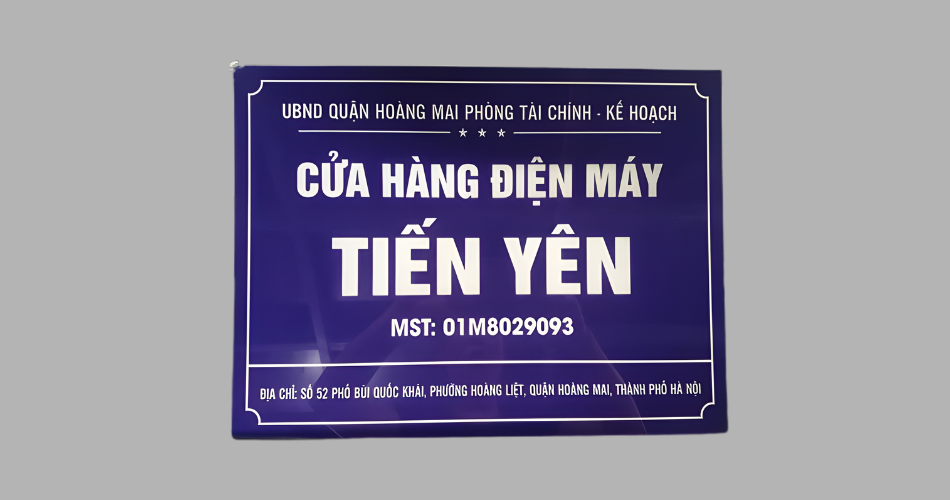 UBND QUẬN HOÀNG MAI PHÒNG TÀI CHÍNH - KẾ HOẠCH
CỬA HÀNG ĐIỆN MÁY
TIẾN YÊN
MST: 01M8029093
ĐỊA CHỈ: SỐ 52 PHỐ BÙI QUỐC KHÁI, PHƯỜNG HOÀNG LIỆT, QUẬN HOÀNG MAI, THÀNH PHỐ HÀ NỘI